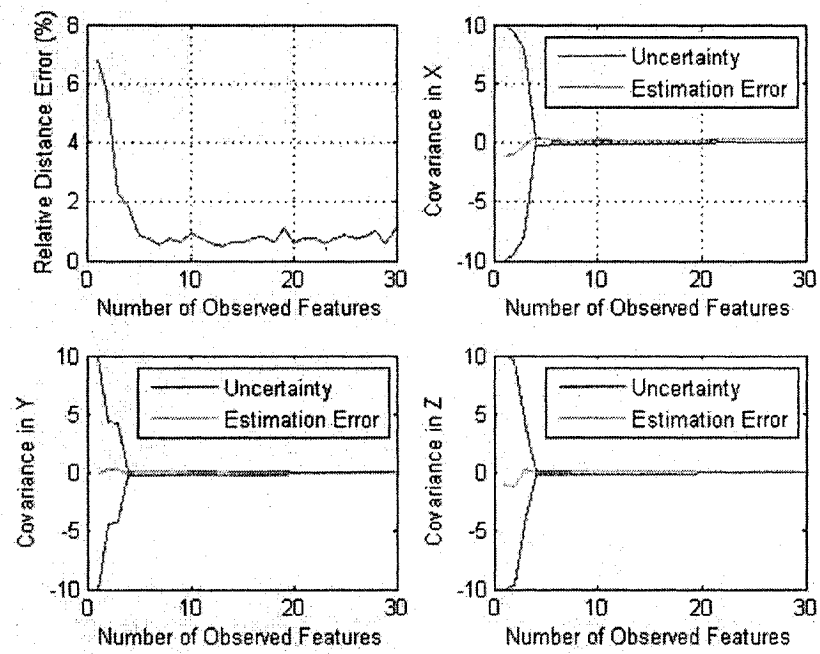 Relative Distance Error (%)
8
6
4
2
0
0 10 20 30
Number of Observed Features
Covariance in X
10
5
0
-5
-10
Uncertainty
Estimation Error
0 10 20 30
Number of Observed Features
Covariance in Y
10
5
0
-5
-10
Uncertainty
Estimation Error
0 10 20 30
Number of Observed Features
Covariance in Z
10
5
0
-5
-10
Uncertainty
Estimation Error
0 10 20 30
Number of Observed Features